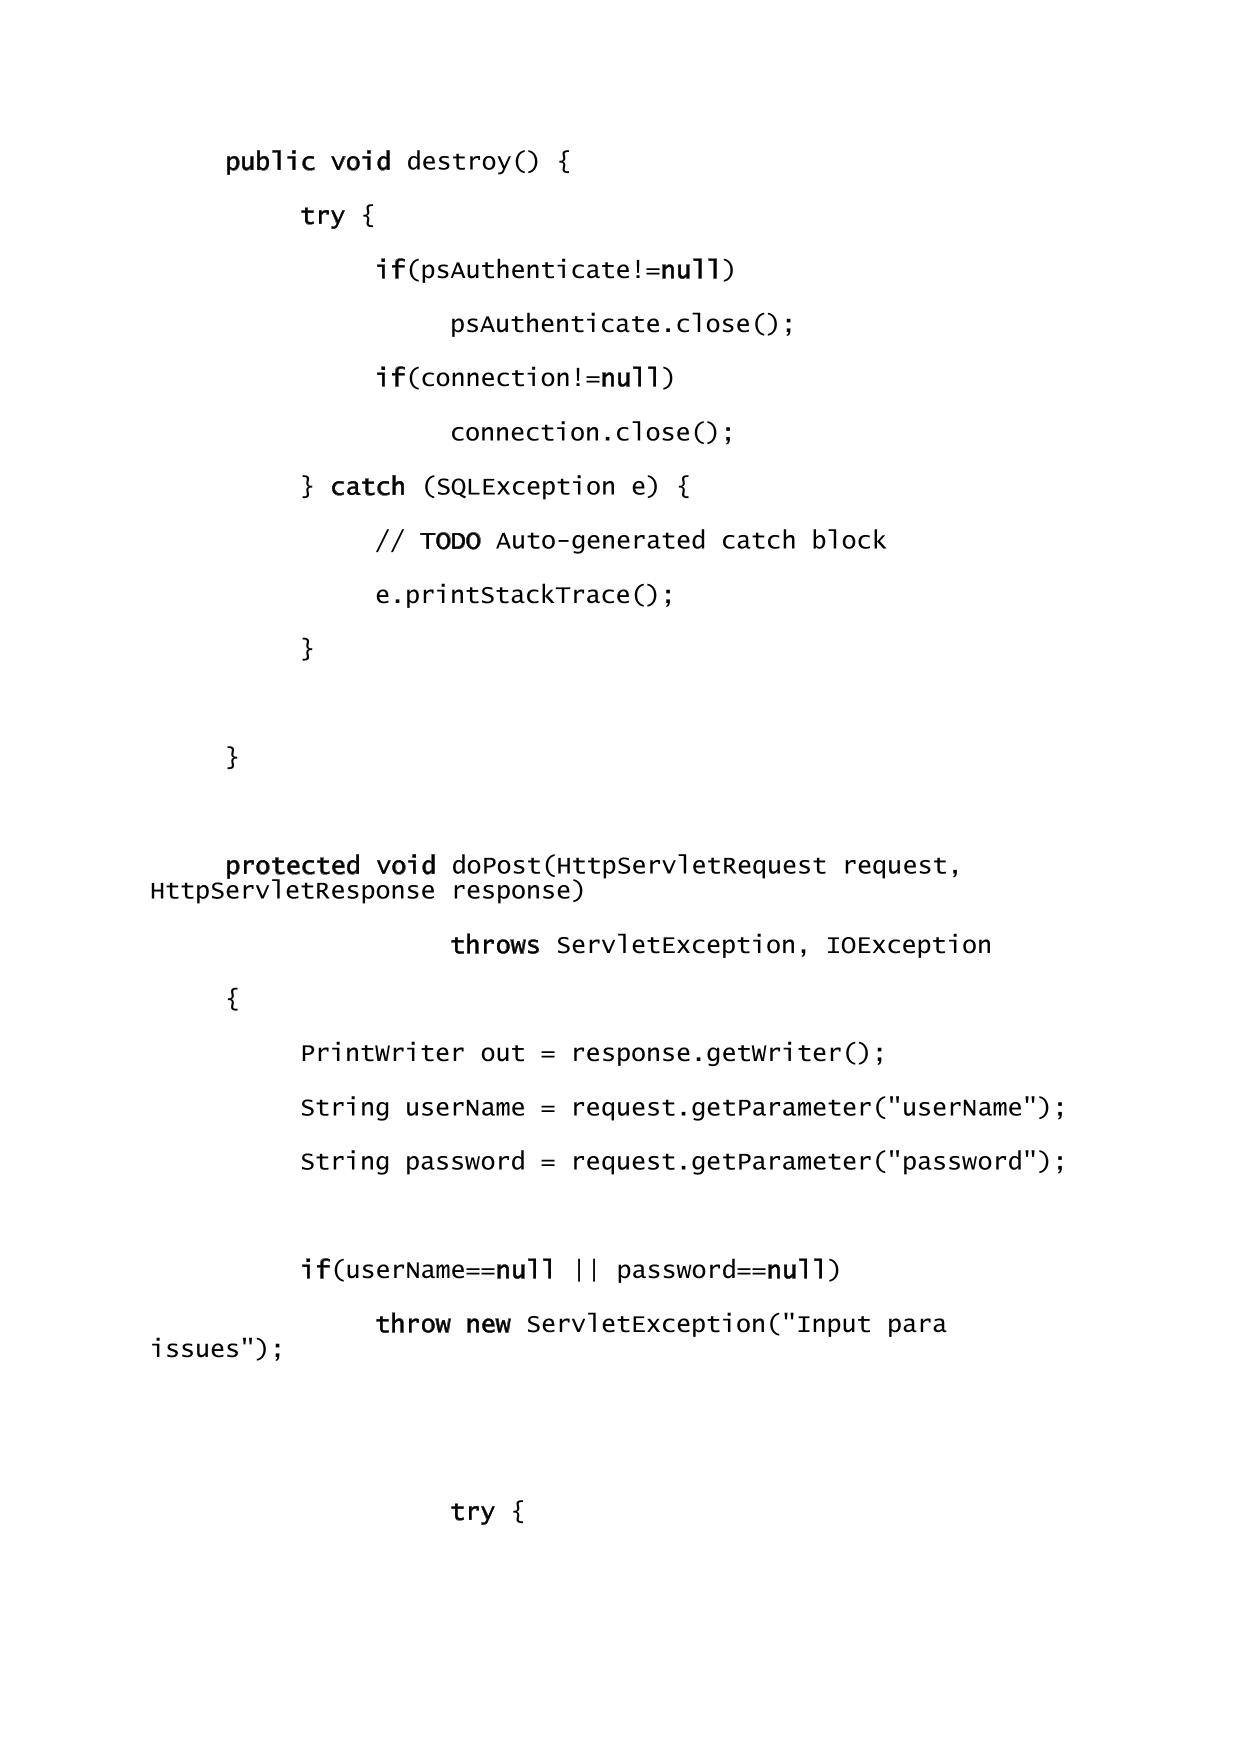 public void destroy() {
try {
if(psAuthenticate!=null)
psAuthenticate.close();
if(connection!=null)
connection.close();
} catch (SQLException e) {
// TODO Auto-generated catch block
e.printStackTrace();
}
}
protected void doPost(HttpServletRequest request,
HttpServletResponse response)
throws ServletException, IOException
{
PrintWriter out = response.getWriter();
String userName = request.getParameter("userName");
String password = request.getParameter("password");
if(userName==null || password==null)
throw new ServletException("Input para
issues");
try {